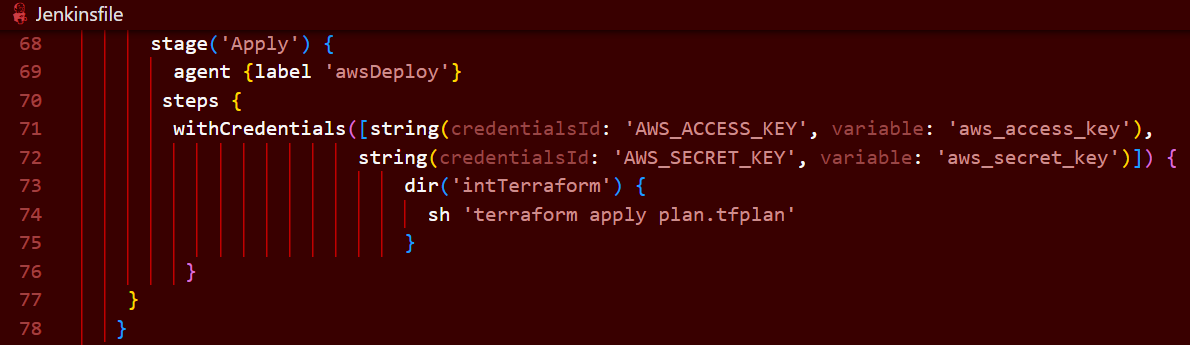 Jenkinsfile
68 stage('Apply') {
69 agent {label 'awsDeploy'}
70 steps {
71 withCredentials([string(credentialsId: 'AWS_ACCESS_KEY', variable: 'aws_access_key'),
72 string(credentialsId: 'AWS_SECRET_KEY', variable: 'aws_secret_key')]) {
73 dir('intTerraform') {
74 sh 'terraform apply plan.tfplan'
75 }
76 }
77 }
78 }